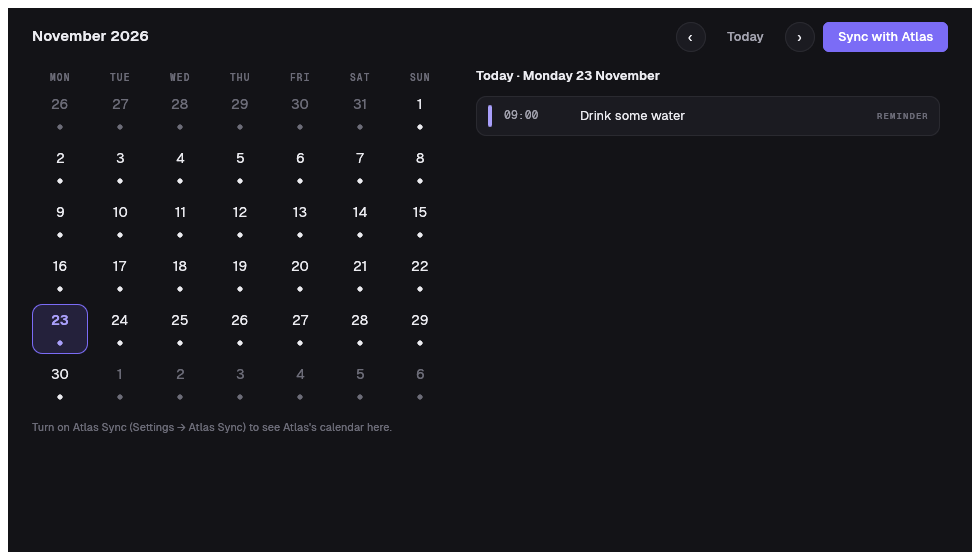 November 2026
‹ Today › Sync with Atlas
MON TUE WED THU FRI SAT SUN
26 27 28 29 30 31 1
2 3 4 5 6 7 8
9 10 11 12 13 14 15
16 17 18 19 20 21 22
23 24 25 26 27 28 29
30 1 2 3 4 5 6
Turn on Atlas Sync (Settings → Atlas Sync) to see Atlas's calendar here.
Today · Monday 23 November
09:00 Drink some water REMINDER